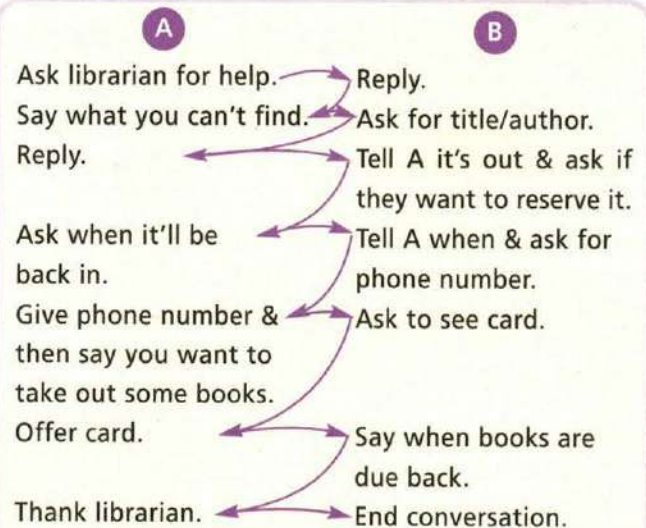 A
Ask librarian for help.
Say what you can't find.
Reply.
Ask when it'll be
back in.
Give phone number &
then say you want to
take out some books.
Offer card.
Thank librarian.
B
Reply.
Ask for title/author.
Tell A it's out & ask if
they want to reserve it.
Tell A when & ask for
phone number.
Ask to see card.
Say when books are
due back.
End conversation.